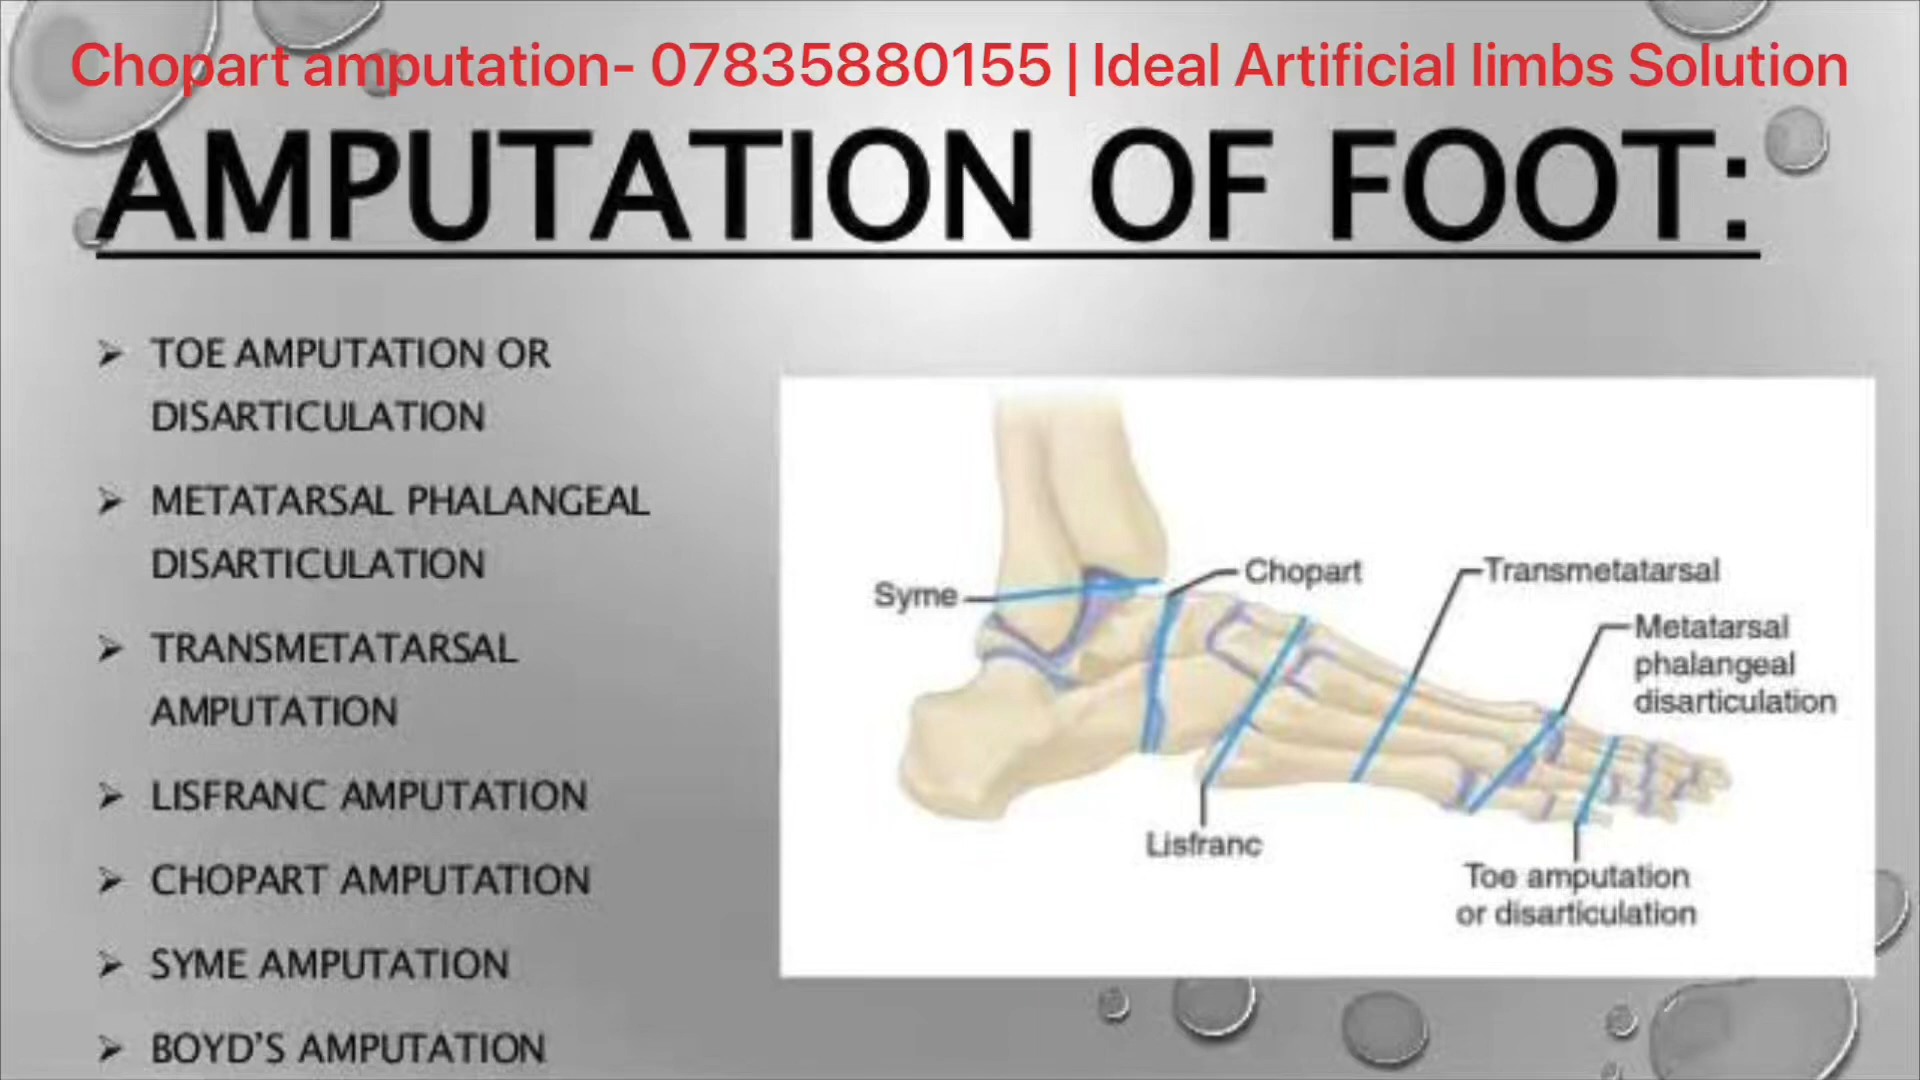 Chopart amputation- 07835880155 | Ideal Artificial limbs Solution
AMPUTATION OF FOOT:
➢ TOE AMPUTATION OR
DISARTICULATION
➢ METATARSAL PHALANGEAL
DISARTICULATION
➢ TRANSMETATARSAL
AMPUTATION
➢ LISFRANC AMPUTATION
➢ CHOPART AMPUTATION
➢ SYME AMPUTATION
➢ BOYD'S AMPUTATION
Syme
Chopart
Transmetatarsal
Metatarsal
phalangeal
disarticulation
Lisfranc
Toe amputation
or disarticulation